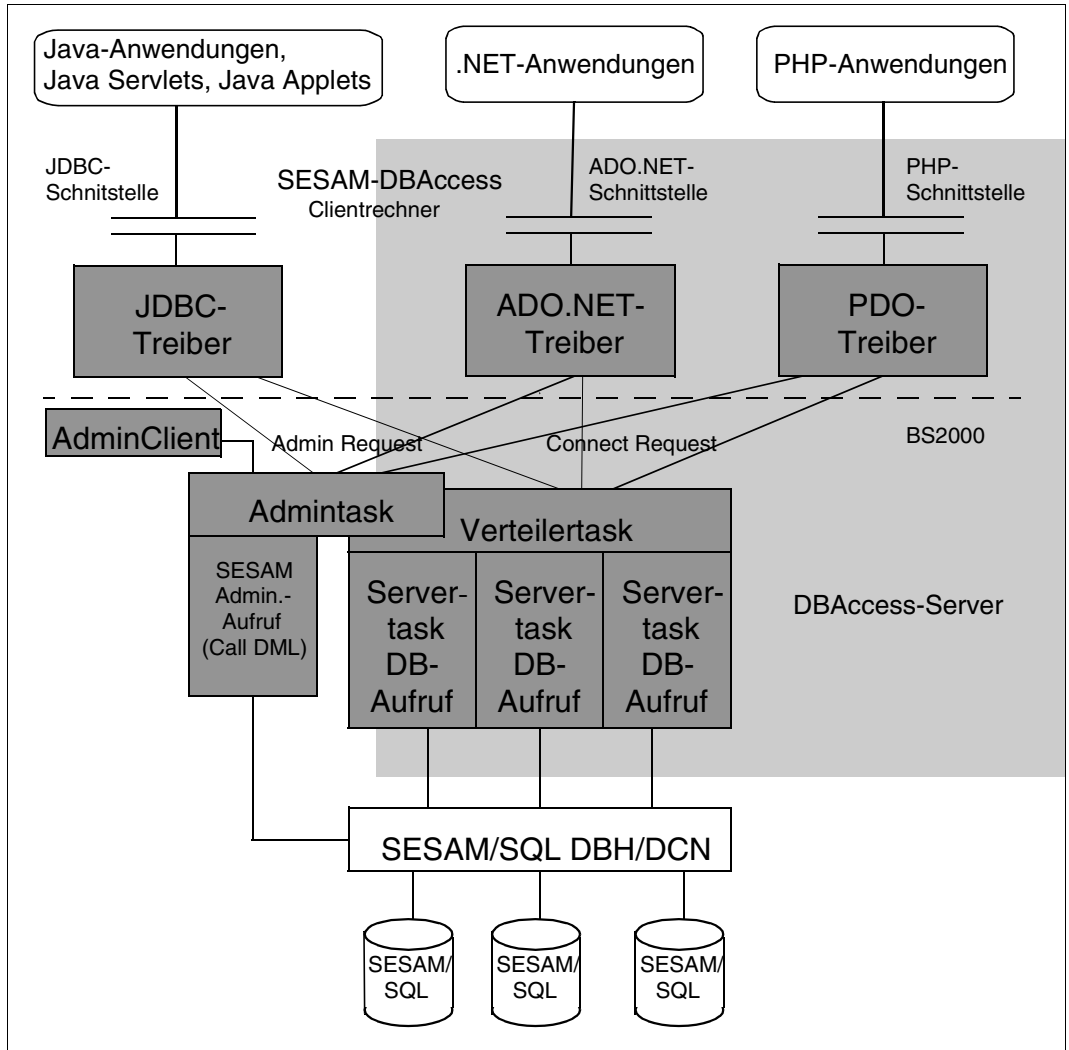 Java-Anwendungen,
Java Servlets, Java Applets
.NET-Anwendungen
PHP-Anwendungen
JDBC-
Schnitstelle
SESAM-DBAccess
Clientrechner
ADO.NET-
Schnittstelle
PHP-
Schnittstelle
JDBC-
Treiber
ADO.NET-
Treiber
PDO-
Treiber
AdminClient
Admin Request
Connect Request
BS2000
Admintask
Verteilertask
SESAM
Admin.-
Aufruf
(Call DML)
Server-
task
DB-
Aufruf
Server-
task
DB-
Aufruf
Server-
task
DB-
Aufruf
DBAccess-Server
SESAM/SQL DBH/DCN
SESAM/
SQL
SESAM/
SQL
SESAM/
SQL